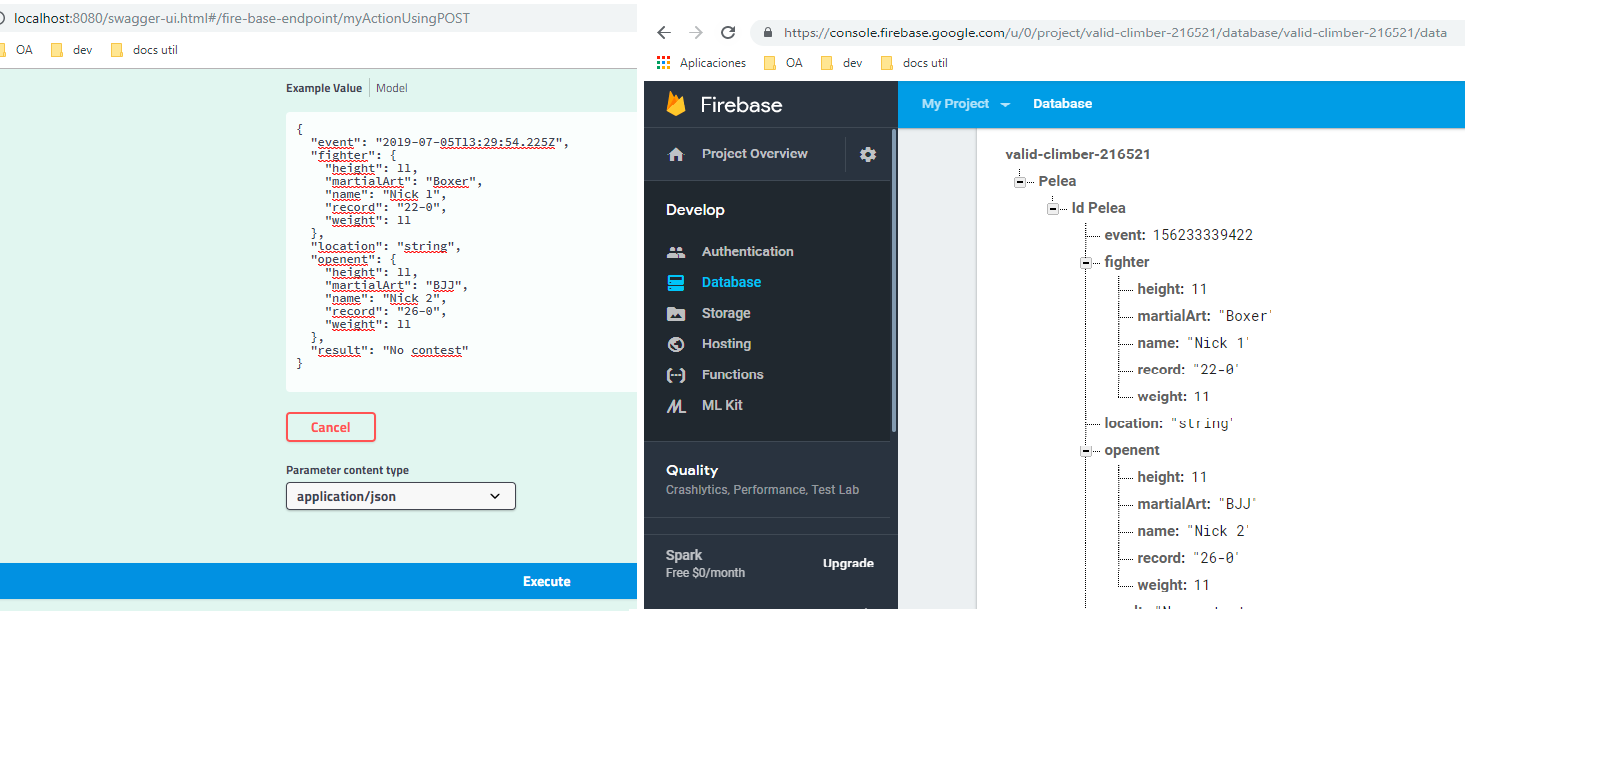 localhost:8080/swagger-ui.html#/fire-base-endpoint/myActionUsingPOST
OA dev docs util
Example Value Model
{
"event": "2019-07-05T13:29:54.225Z",
"fighter": {
"height": 11,
"martialArt": "Boxer",
"name": "Nick 1",
"record": "22-0",
"weight": 11
},
"location": "string",
"openent": {
"height": 11,
"martialArt": "BJJ",
"name": "Nick 2",
"record": "26-0",
"weight": 11
},
"result": "No contest"
}
Cancel
Parameter content type
application/json
Execute
https://console.firebase.google.com/u/0/project/valid-climber-216521/database/valid-climber-216521/data
Aplicaciones OA dev docs util
Firebase
Project Overview
Develop
Authentication
Database
Storage
Hosting
Functions
ML Kit
Quality
Crashlytics, Performance, Test Lab
Spark
Free $0/month
Upgrade
My Project Database
valid-climber-216521
Pelea
Id Pelea
event: 156233339422
fighter
height: 11
martialArt: "Boxer"
name: "Nick 1"
record: "22-0"
weight: 11
location: "string"
openent
height: 11
martialArt: "BJJ"
name: "Nick 2"
record: "26-0"
weight: 11